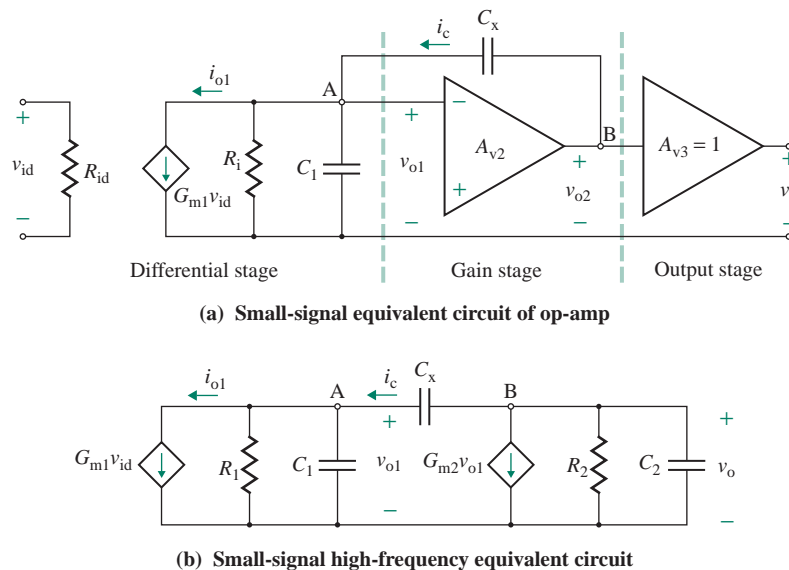 C_x
i_c
i_o1
A
B
+
v_id
−
R_id
G_m1v_id
R_i
C_1
+
v_o1
−
−
A_v2
+
+
v_o2
−
A_v3 = 1
+
v
−
Differential stage
Gain stage
Output stage
(a) Small-signal equivalent circuit of op-amp
C_x
i_o1
A
i_c
B
G_m1v_id
R_1
C_1
+
v_o1
−
G_m2v_o1
R_2
C_2
+
v_o
−
(b) Small-signal high-frequency equivalent circuit